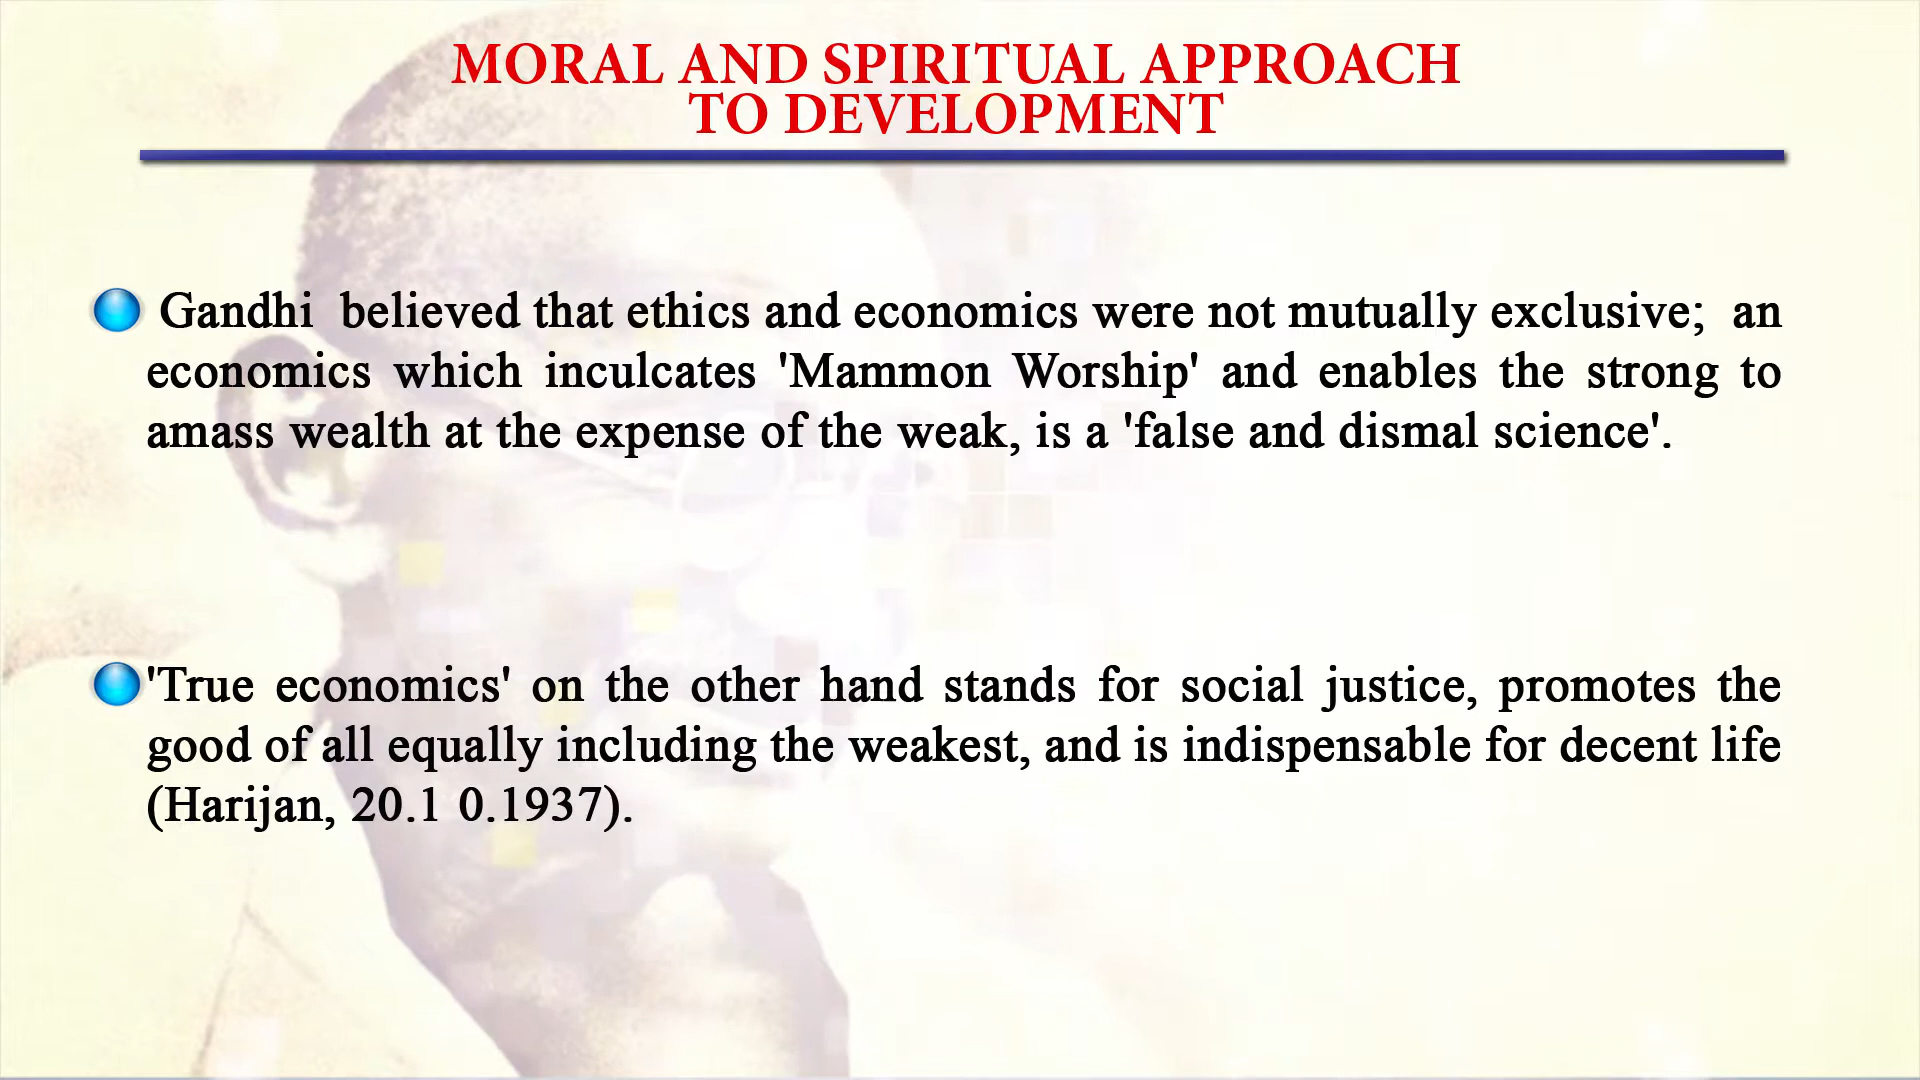 MORAL AND SPIRITUAL APPROACH
TO DEVELOPMENT
Gandhi believed that ethics and economics were not mutually exclusive; an
economics which inculcates 'Mammon Worship' and enables the strong to
amass wealth at the expense of the weak, is a 'false and dismal science'.
'True economics' on the other hand stands for social justice, promotes the
good of all equally including the weakest, and is indispensable for decent life
(Harijan, 20.1 0.1937).